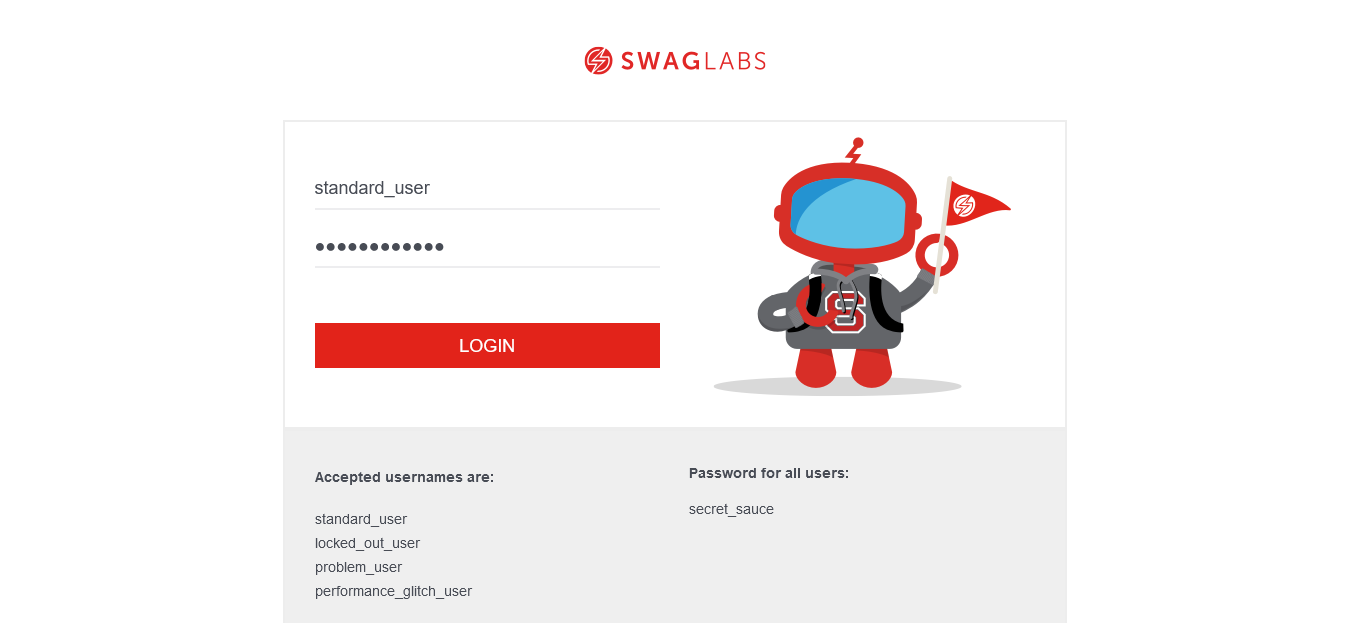 SWAGLABS
standard_user
●●●●●●●●●●●●
LOGIN
S
Accepted usernames are:
standard_user
locked_out_user
problem_user
performance_glitch_user
Password for all users:
secret_sauce